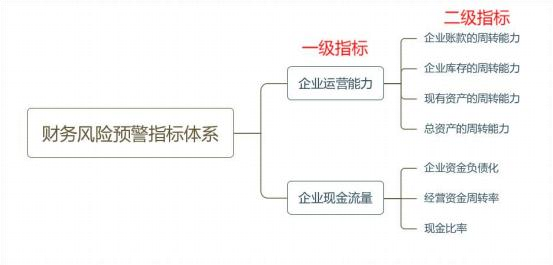 二级指标
一级指标
企业账款的周转能力
企业库存的周转能力
企业运营能力
现有资产的周转能力
总资产的周转能力
财务风险预警指标体系
企业资金负债化
企业现金流量
经营资金周转率
现金比率